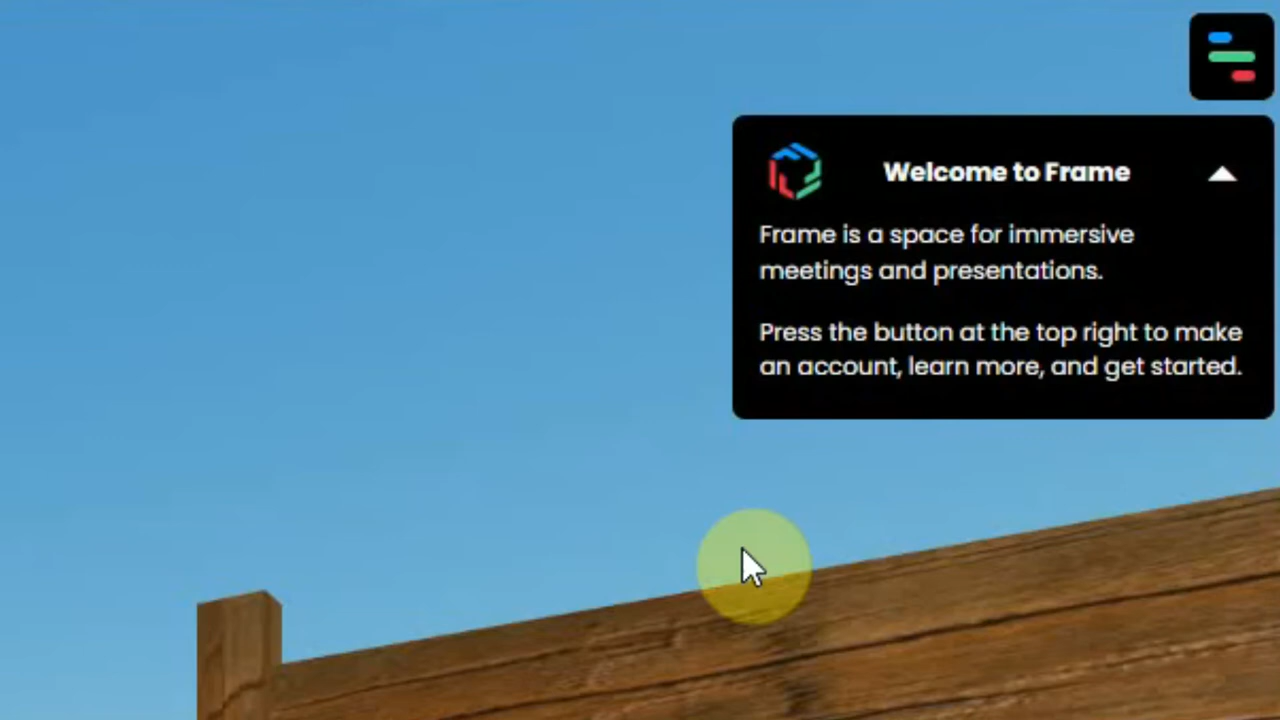 Welcome to Frame
Frame is a space for immersive
meetings and presentations.
Press the button at the top right to make
an account, learn more, and get started.